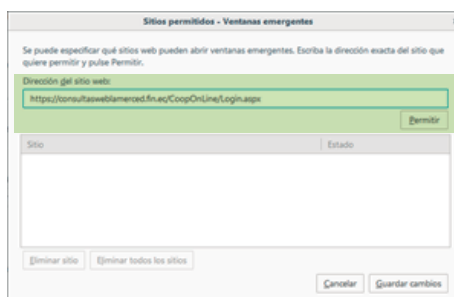 Sitios permitidos - Ventanas emergentes
Se puede especificar qué sitios web pueden abrir ventanas emergentes. Escriba la dirección exacta del sitio que
quiere permitir y pulse Permitir.
Dirección del sitio web:
https://consultasweblamerced.fin.ec/CoopOnLine/Login.aspx
Permitir
Sitio Estado
Eliminar sitio Eliminar todos los sitios
Cancelar Guardar cambios